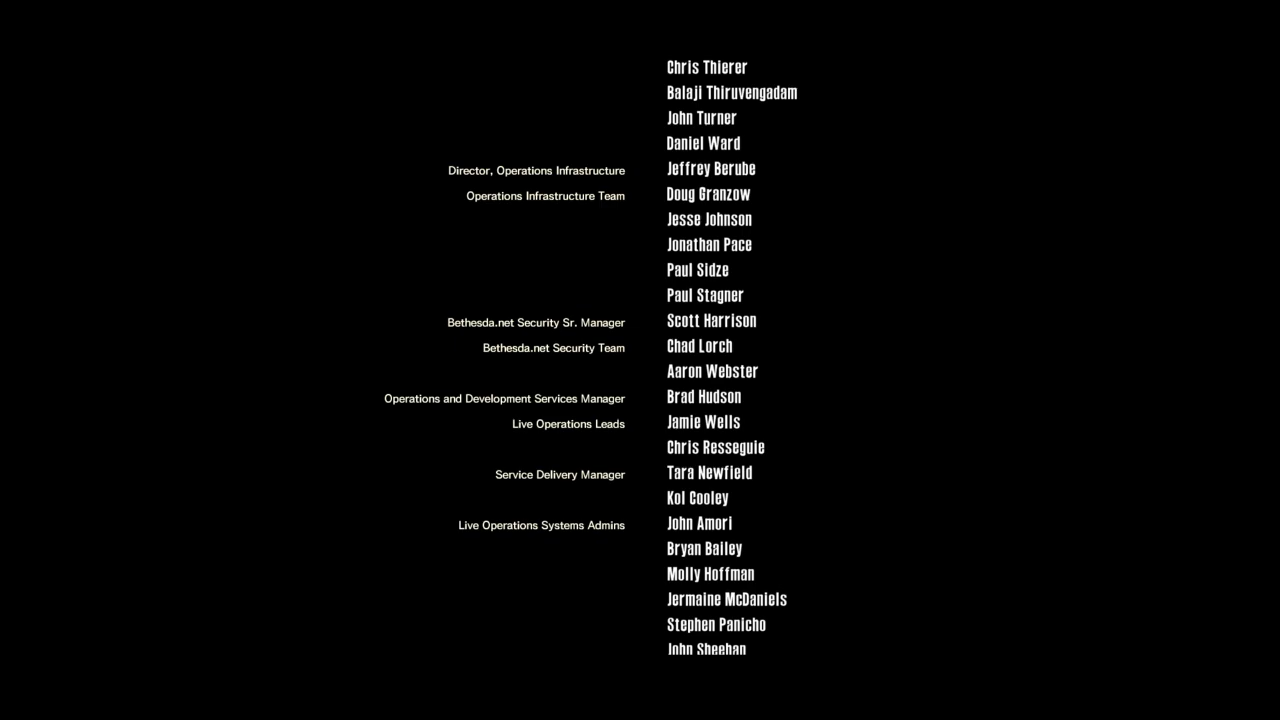 Chris Thierer
Balaji Thiruvengadam
John Turner
Daniel Ward
Director, Operations Infrastructure Jeffrey Berube
Operations Infrastructure Team Doug Granzow
Jesse Johnson
Jonathan Pace
Paul Sidze
Paul Stagner
Bethesda.net Security Sr. Manager Scott Harrison
Bethesda.net Security Team Chad Lorch
Aaron Webster
Operations and Development Services Manager Brad Hudson
Live Operations Leads Jamie Wells
Chris Resseguie
Service Delivery Manager Tara Newfield
Kol Cooley
Live Operations Systems Admins John Amori
Bryan Bailey
Molly Hoffman
Jermaine McDaniels
Stephen Panicho
John Sheehan